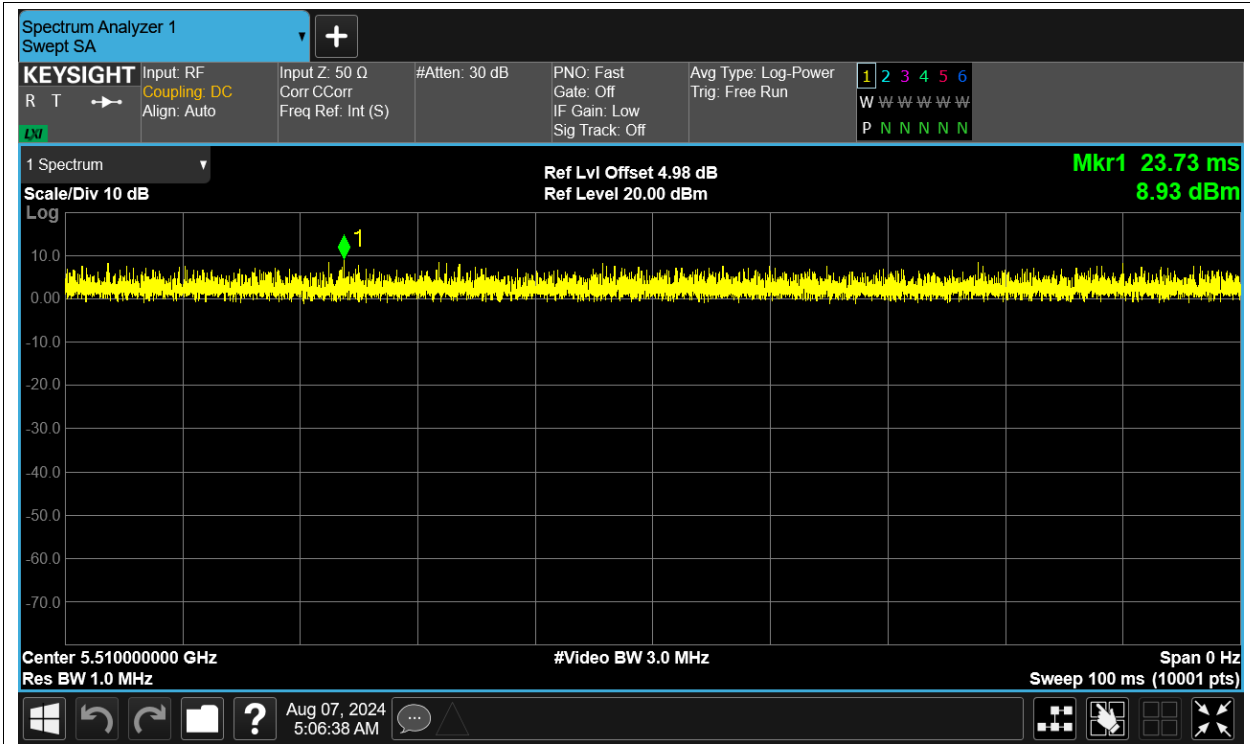 Spectrum Analyzer 1
Swept SA
KEYSIGHT
R T
LXI
Input: RF
Coupling: DC
Align: Auto
Input Z: 50 Ω
Corr CCorr
Freq Ref: Int (S)
#Atten: 30 dB
PNO: Fast
Gate: Off
IF Gain: Low
Sig Track: Off
Avg Type: Log-Power
Trig: Free Run
1 2 3 4 5 6
W W W W W W
P N N N N N
1 Spectrum
Scale/Div 10 dB
Log
Ref Lvl Offset 4.98 dB
Ref Level 20.00 dBm
Mkr1 23.73 ms
8.93 dBm
1
10.0
0.00
-10.0
-20.0
-30.0
-40.0
-50.0
-60.0
-70.0
Center 5.510000000 GHz
#Video BW 3.0 MHz
Span 0 Hz
Res BW 1.0 MHz
Sweep 100 ms (10001 pts)
?
Aug 07, 2024
5:06:38 AM